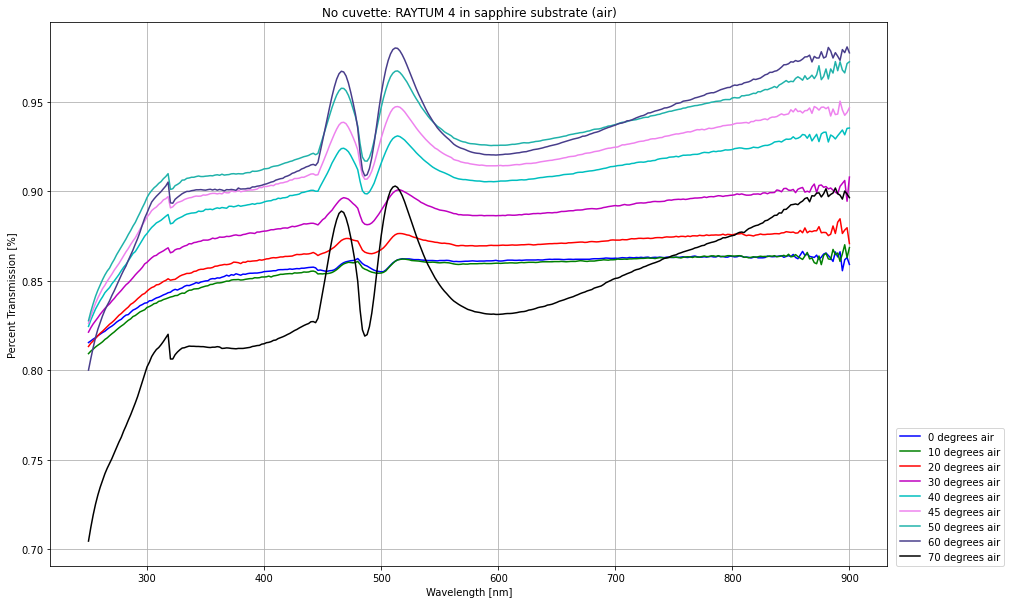 No cuvette: RAYTUM 4 in sapphire substrate (air)
Percent Transmission [%]
0.95
0.90
0.85
0.80
0.75
0.70
300 400 500 600 700 800 900
Wavelength [nm]
0 degrees air
10 degrees air
20 degrees air
30 degrees air
40 degrees air
45 degrees air
50 degrees air
60 degrees air
70 degrees air